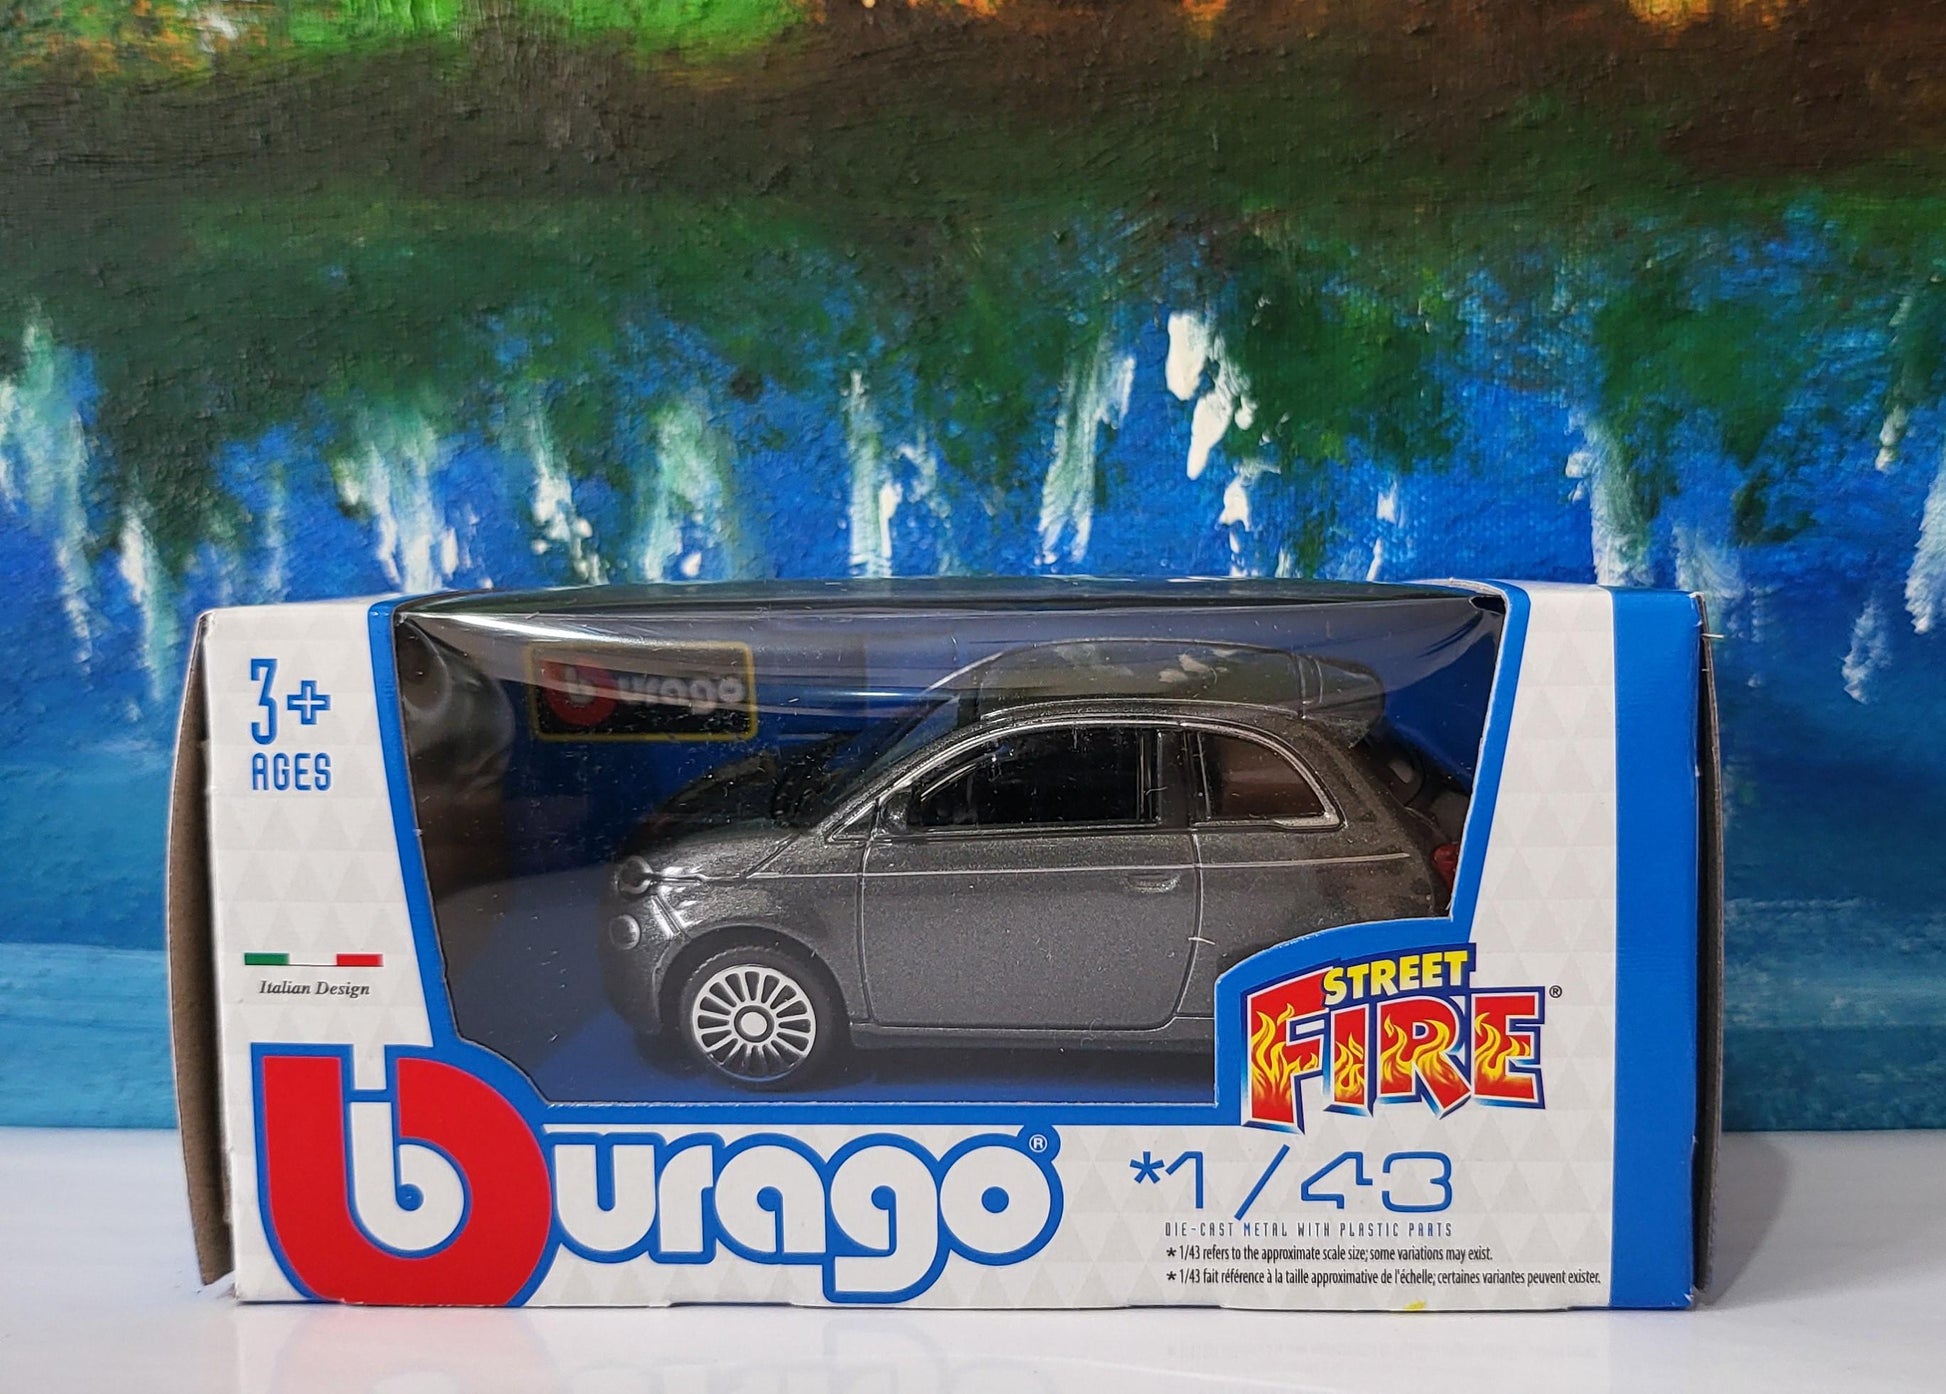 burago
3+
AGES
Italian Design
STREET
FIRE®
burago®
*1/43
DIE-CAST METAL WITH PLASTIC PARTS
* 1/43 refers to the approximate scale size; some variations may exist.
* 1/43 fait référence à la taille approximative de l'échelle; certaines variantes peuvent exister.